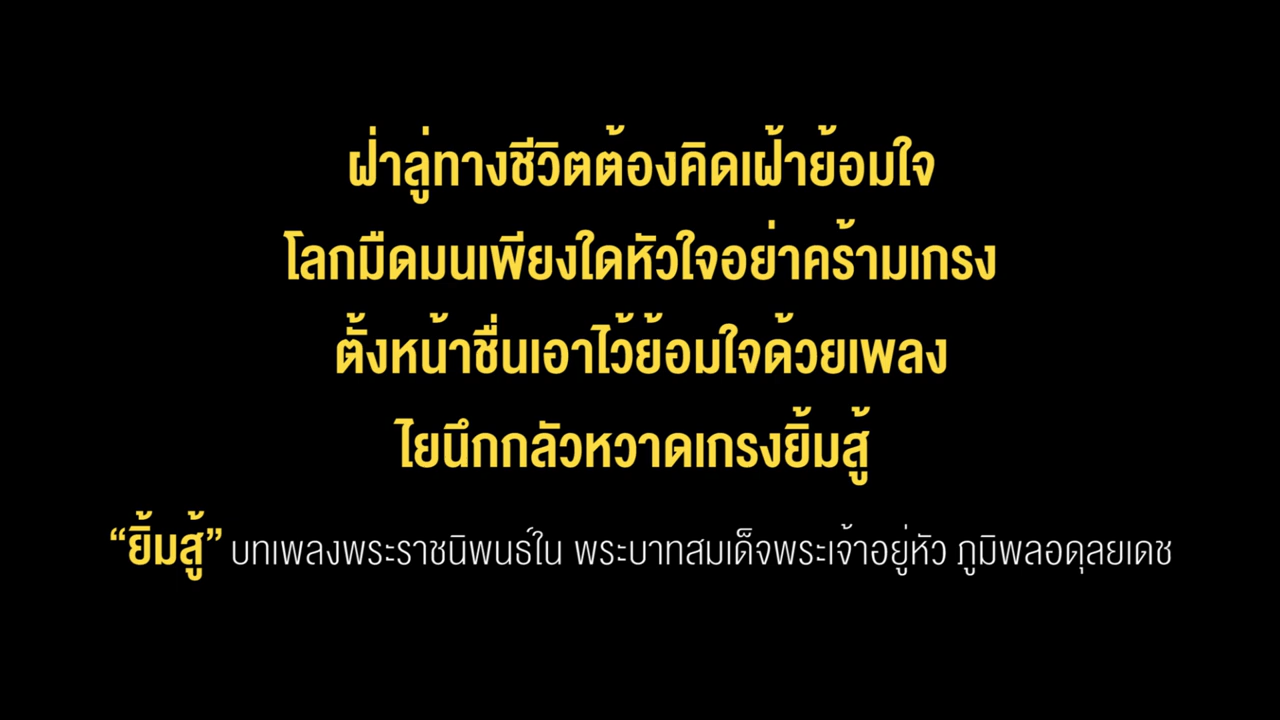 ฝ่าลู่ทางชีวิตต้องคิดเฝ้าย้อมใจ
โลกมืดมนเพียงใดหัวใจอย่าคร้ามเกรง
ตั้งหน้าชื่นเอาไว้ย้อมใจด้วยเพลง
ไยนึกกลัวหวาดเกรงยิ้มสู้
“ยิ้มสู้” บทเพลงพระราชนิพนธ์ใน พระบาทสมเด็จพระเจ้าอยู่หัว ภูมิพลอดุลยเดช